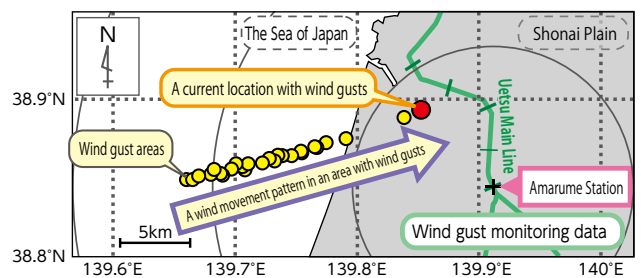 N
The Sea of Japan
Shonai Plain
A current location with wind gusts
38.9°N
Uetsu Main Line
Wind gust areas
A wind movement pattern in an area with wind gusts
Amarume Station
5km
Wind gust monitoring data
38.8°N
139.6°E
139.7°E
139.8°E
139.9°E
140°E